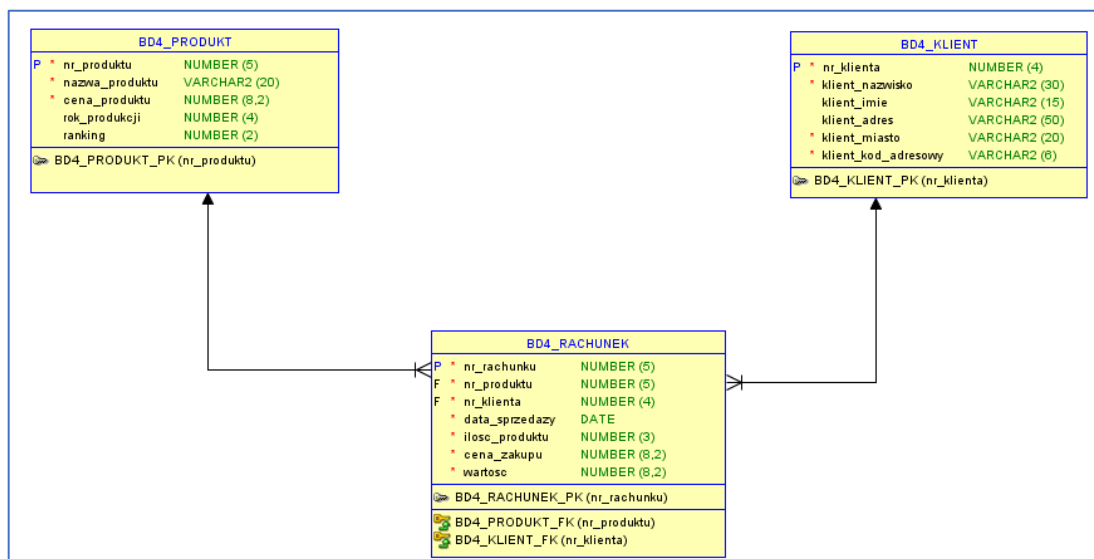 BD4_PRODUKT
P * nr_produktu NUMBER (5)
* nazwa_produktu VARCHAR2 (20)
* cena_produktu NUMBER (8,2)
rok_produkcji NUMBER (4)
ranking NUMBER (2)
BD4_PRODUKT_PK (nr_produktu)
BD4_KLIENT
P * nr_klienta NUMBER (4)
* klient_nazwisko VARCHAR2 (30)
klient_imie VARCHAR2 (15)
klient_adres VARCHAR2 (50)
* klient_miasto VARCHAR2 (20)
* klient_kod_adresowy VARCHAR2 (6)
BD4_KLIENT_PK (nr_klienta)
BD4_RACHUNEK
P * nr_rachunku NUMBER (5)
F * nr_produktu NUMBER (5)
F * nr_klienta NUMBER (4)
* data_sprzedazy DATE
* ilosc_produktu NUMBER (3)
* cena_zakupu NUMBER (8,2)
* wartosc NUMBER (8,2)
BD4_RACHUNEK_PK (nr_rachunku)
BD4_PRODUKT_FK (nr_produktu)
BD4_KLIENT_FK (nr_klienta)